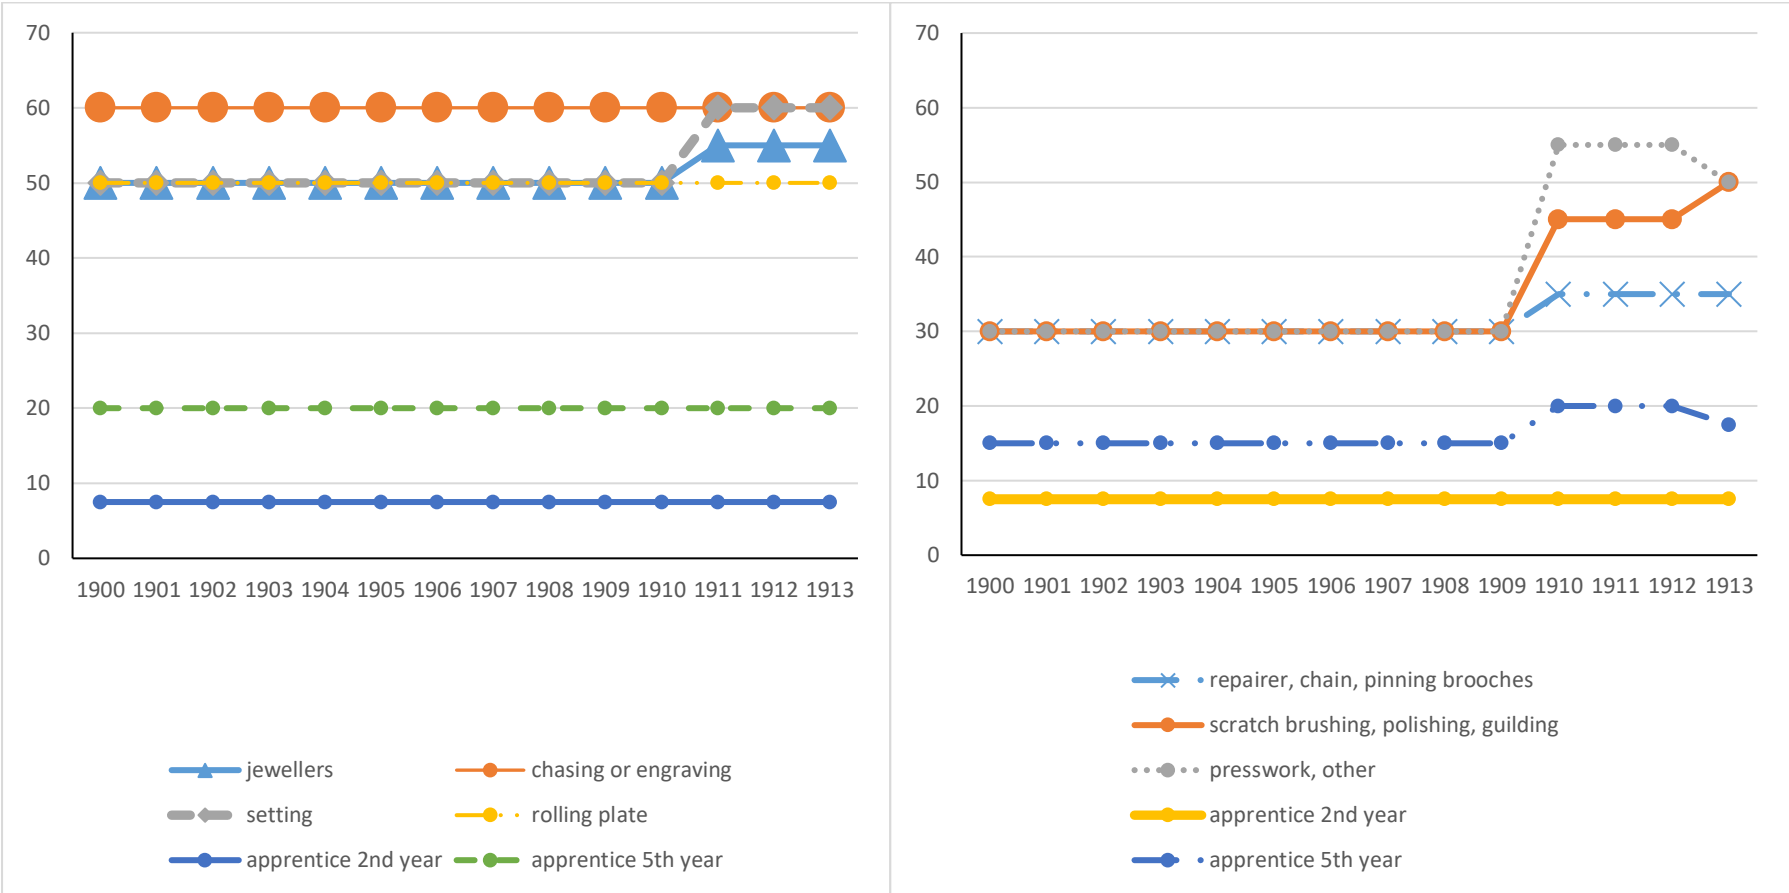 70
60
50
40
30
20
10
0
1900 1901 1902 1903 1904 1905 1906 1907 1908 1909 1910 1911 1912 1913
jewellers
chasing or engraving
setting
rolling plate
apprentice 2nd year
apprentice 5th year
70
60
50
40
30
20
10
0
1900 1901 1902 1903 1904 1905 1906 1907 1908 1909 1910 1911 1912 1913
repairer, chain, pinning brooches
scratch brushing, polishing, guilding
presswork, other
apprentice 2nd year
apprentice 5th year